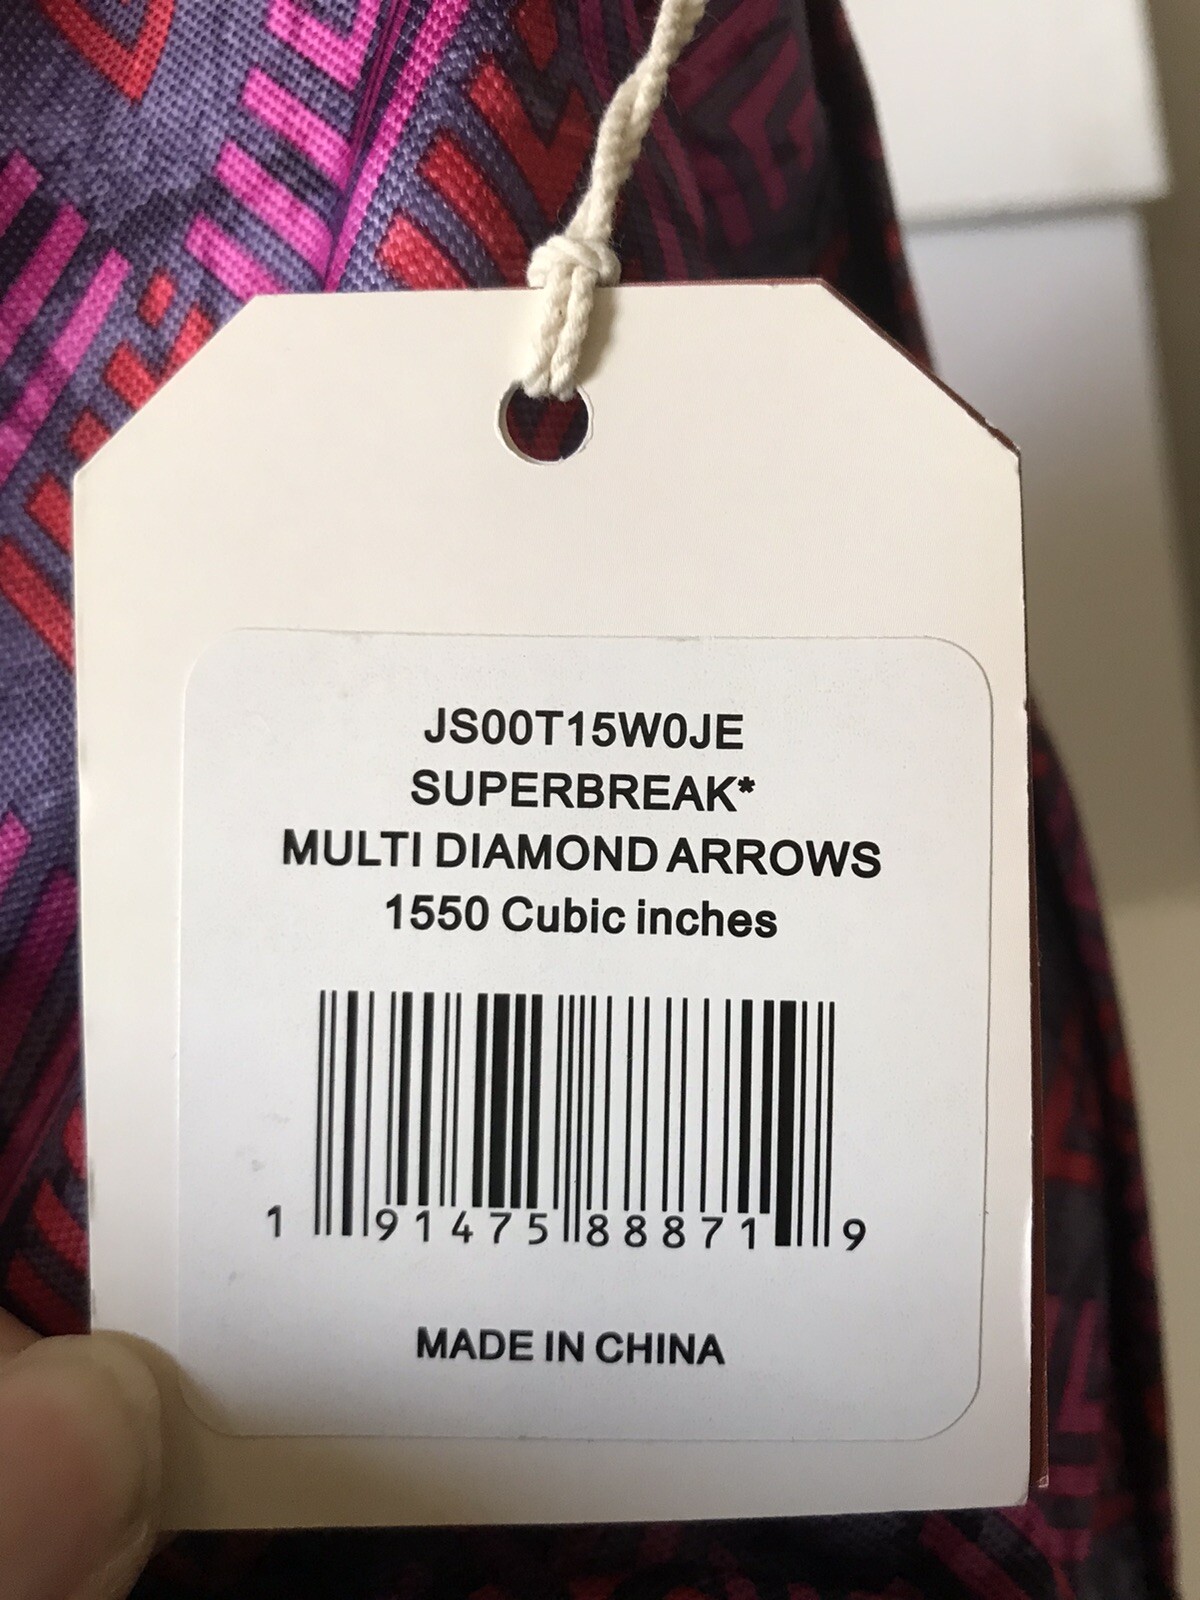 JS00T15W0JE
SUPERBREAK*
MULTI DIAMOND ARROWS
1550 Cubic inches
1 91475 88871 9
MADE IN CHINA